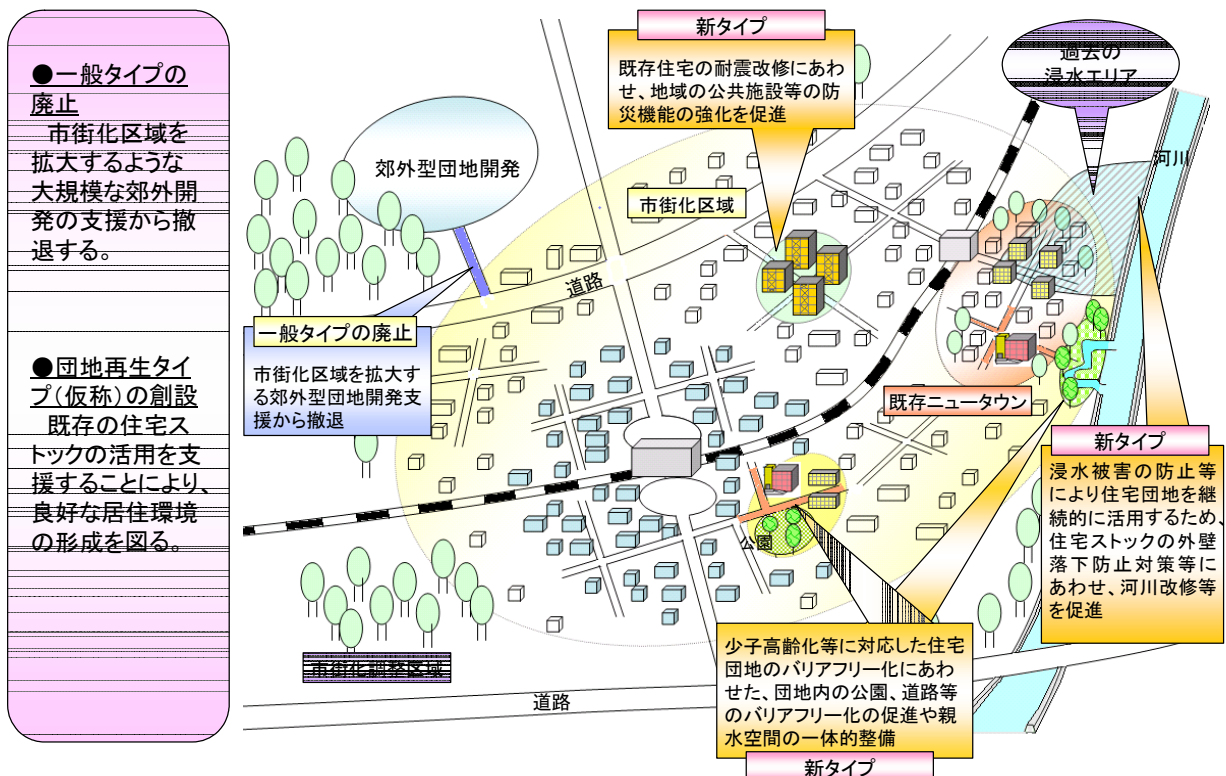 ●一般タイプの
廃止
市街化区域を
拡大するような
大規模な郊外開
発の支援から撤
退する。
●団地再生タイ
プ(仮称)の創設
既存の住宅ス
トックの活用を支
援することにより、
良好な居住環境
の形成を図る。
新タイプ
既存住宅の耐震改修にあわ
せ、地域の公共施設等の防
災機能の強化を促進
過去の
浸水エリア
河川
郊外型団地開発
市街化区域
道路
一般タイプの廃止
市街化区域を拡大す
る郊外型団地開発支
援から撤退
既存ニュータウン
新タイプ
浸水被害の防止等
により住宅団地を継
続的に活用するため、
住宅ストックの外壁
落下防止対策等に
あわせ、河川改修等
を促進
公園
市街化調整区域
道路
少子高齢化等に対応した住宅
団地のバリアフリー化にあわ
せた、団地内の公園、道路等
のバリアフリー化の促進や親
水空間の一体的整備
新タイプ